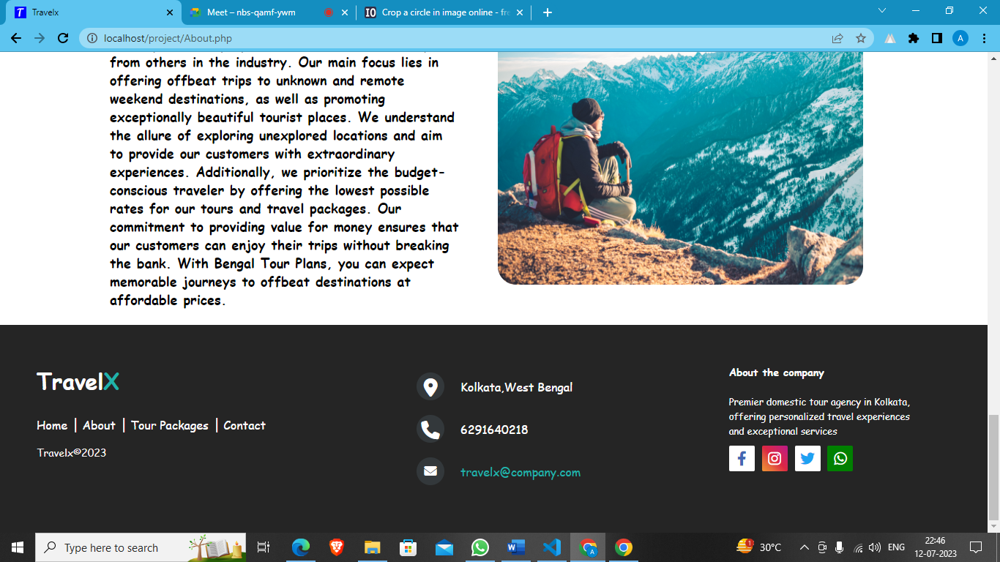 Travelx
Meet – nbs-qamf-ywm
Crop a circle in image online - fre
localhost/project/About.php
A
from others in the industry. Our main focus lies in
offering offbeat trips to unknown and remote
weekend destinations, as well as promoting
exceptionally beautiful tourist places. We understand
the allure of exploring unexplored locations and aim
to provide our customers with extraordinary
experiences. Additionally, we prioritize the budget-
conscious traveler by offering the lowest possible
rates for our tours and travel packages. Our
commitment to providing value for money ensures that
our customers can enjoy their trips without breaking
the bank. With Bengal Tour Plans, you can expect
memorable journeys to offbeat destinations at
affordable prices.
TravelX
Home | About | Tour Packages | Contact
Travelx©2023
Kolkata,West Bengal
6291640218
travelx@company.com
About the company
Premier domestic tour agency in Kolkata,
offering personalized travel experiences
and exceptional services
Type here to search
1
30°C
ENG
22:46
12-07-2023